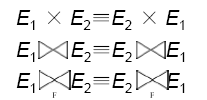 E₁ × E₂≡E₂ × E₁
E₁⋈E₂≡E₂⋈E₁
E₁⋈F E₂≡E₂⋈F E₁